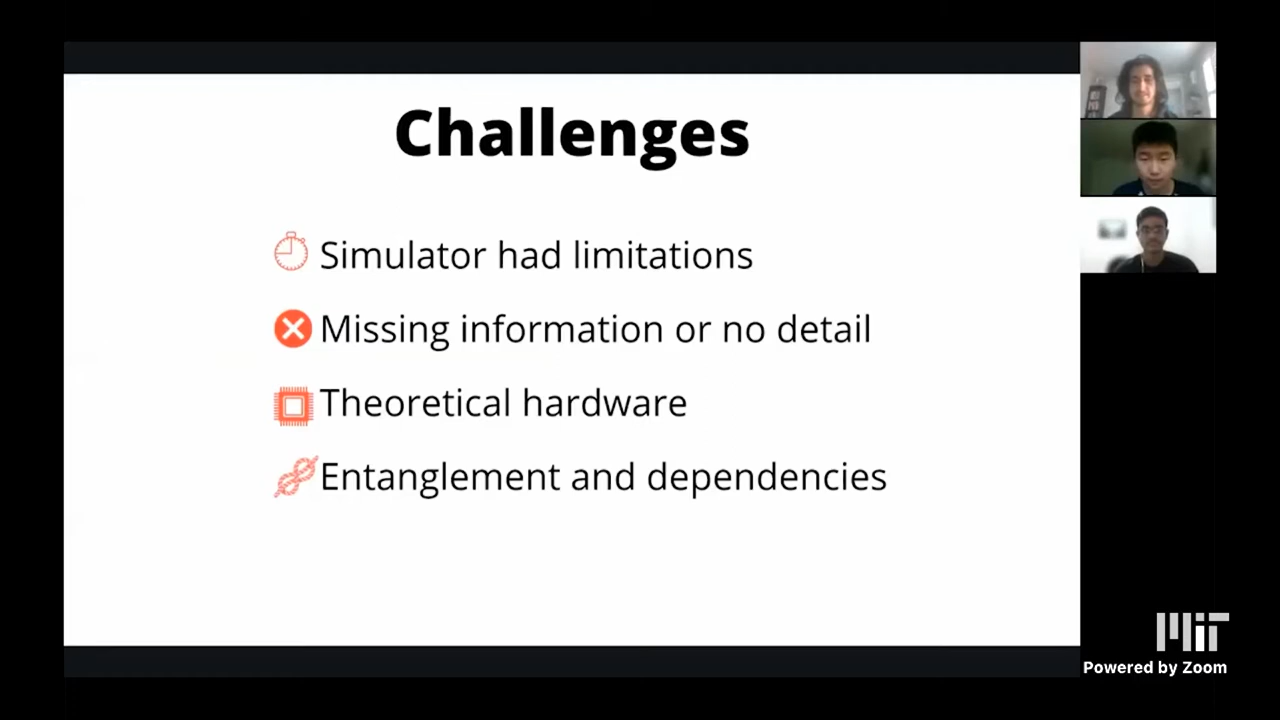 Challenges
Simulator had limitations
Missing information or no detail
Theoretical hardware
Entanglement and dependencies
MIT
Powered by Zoom